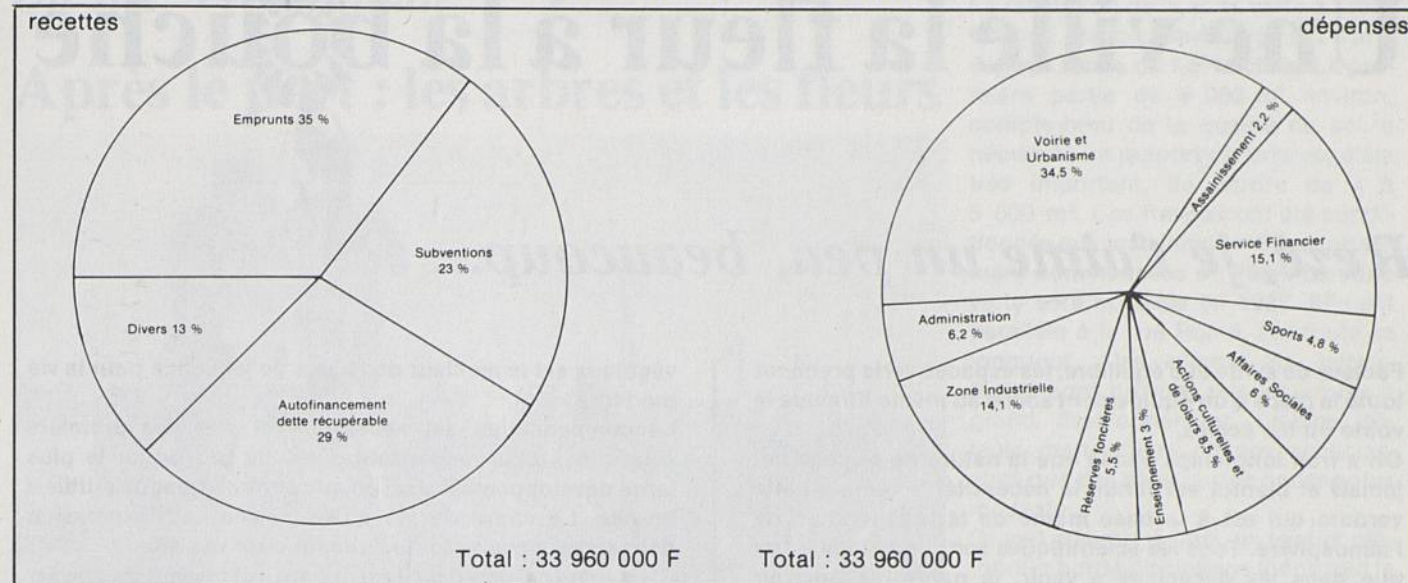 recettes
Emprunts 35 %
Subventions
23 %
Divers 13 %
Autofinancement
dette récupérable
29 %
Total : 33 960 000 F
dépenses
Voirie et
Urbanisme
34,5 %
Assainissement 2,2 %
Service Financier
15,1 %
Sports 4,8 %
Affaires Sociales
6 %
Actions culturelles et
de loisirs 8,5 %
Enseignement 3 %
Réserves foncières
5,5 %
Zone Industrielle
14,1 %
Administration
6,2 %
Total : 33 960 000 F